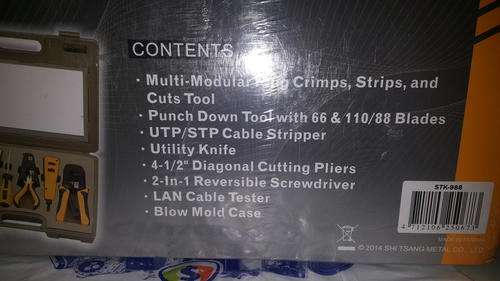 CONTENTS
· Multi-Modular Crimps, Strips, and
Cuts Tool
· Punch Down Tool with 66 & 110/88 Blades
· UTP/STP Cable Stripper
· Utility Knife
· 4-1/2" Diagonal Cutting Pliers
· 2-In-1 Reversible Screwdriver
· LAN Cable Tester
· Blow Mold Case
STK-988
© 2014 SHI TSANG METAL CO., LTD